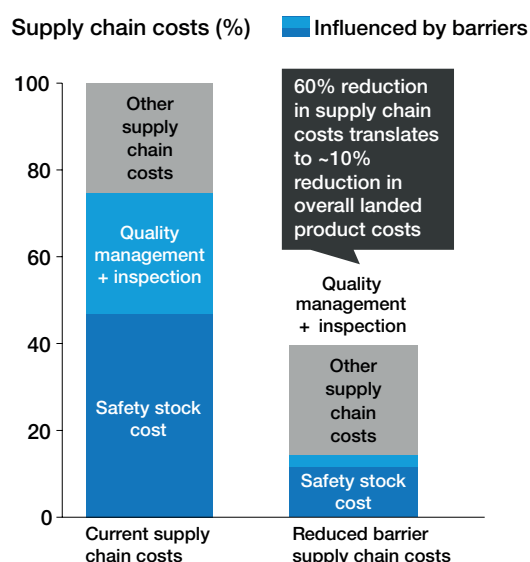 Supply chain costs (%)
Influenced by barriers
100
80
60
40
20
0
Other
supply
chain
costs
Quality
management
+ inspection
Safety stock
cost
Current supply
chain costs
60% reduction
in supply chain
costs translates
to ~10%
reduction in
overall landed
product costs
Quality
management
+ inspection
Other
supply
chain
costs
Safety stock
cost
Reduced barrier
supply chain costs